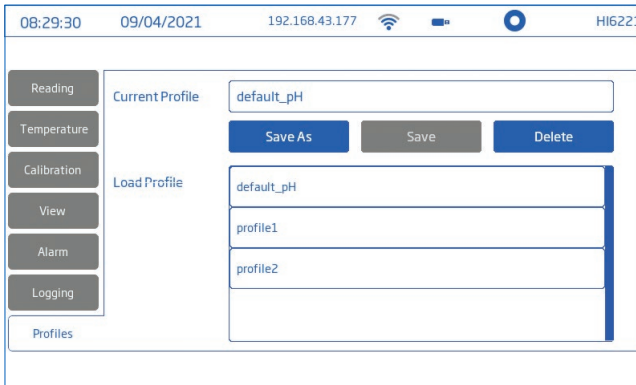 08:29:30 09/04/2021 192.168.43.177 HI6221
Reading
Current Profile default_pH
Temperature
Save As Save Delete
Calibration
Load Profile
default_pH
View
profile1
Alarm
profile2
Logging
Profiles